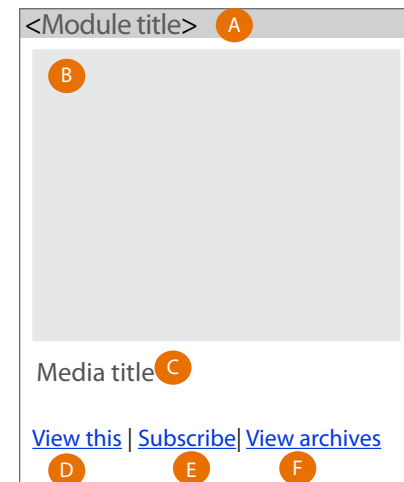 <Module title> A
B
Media title C
View this | Subscribe| View archives
D E F